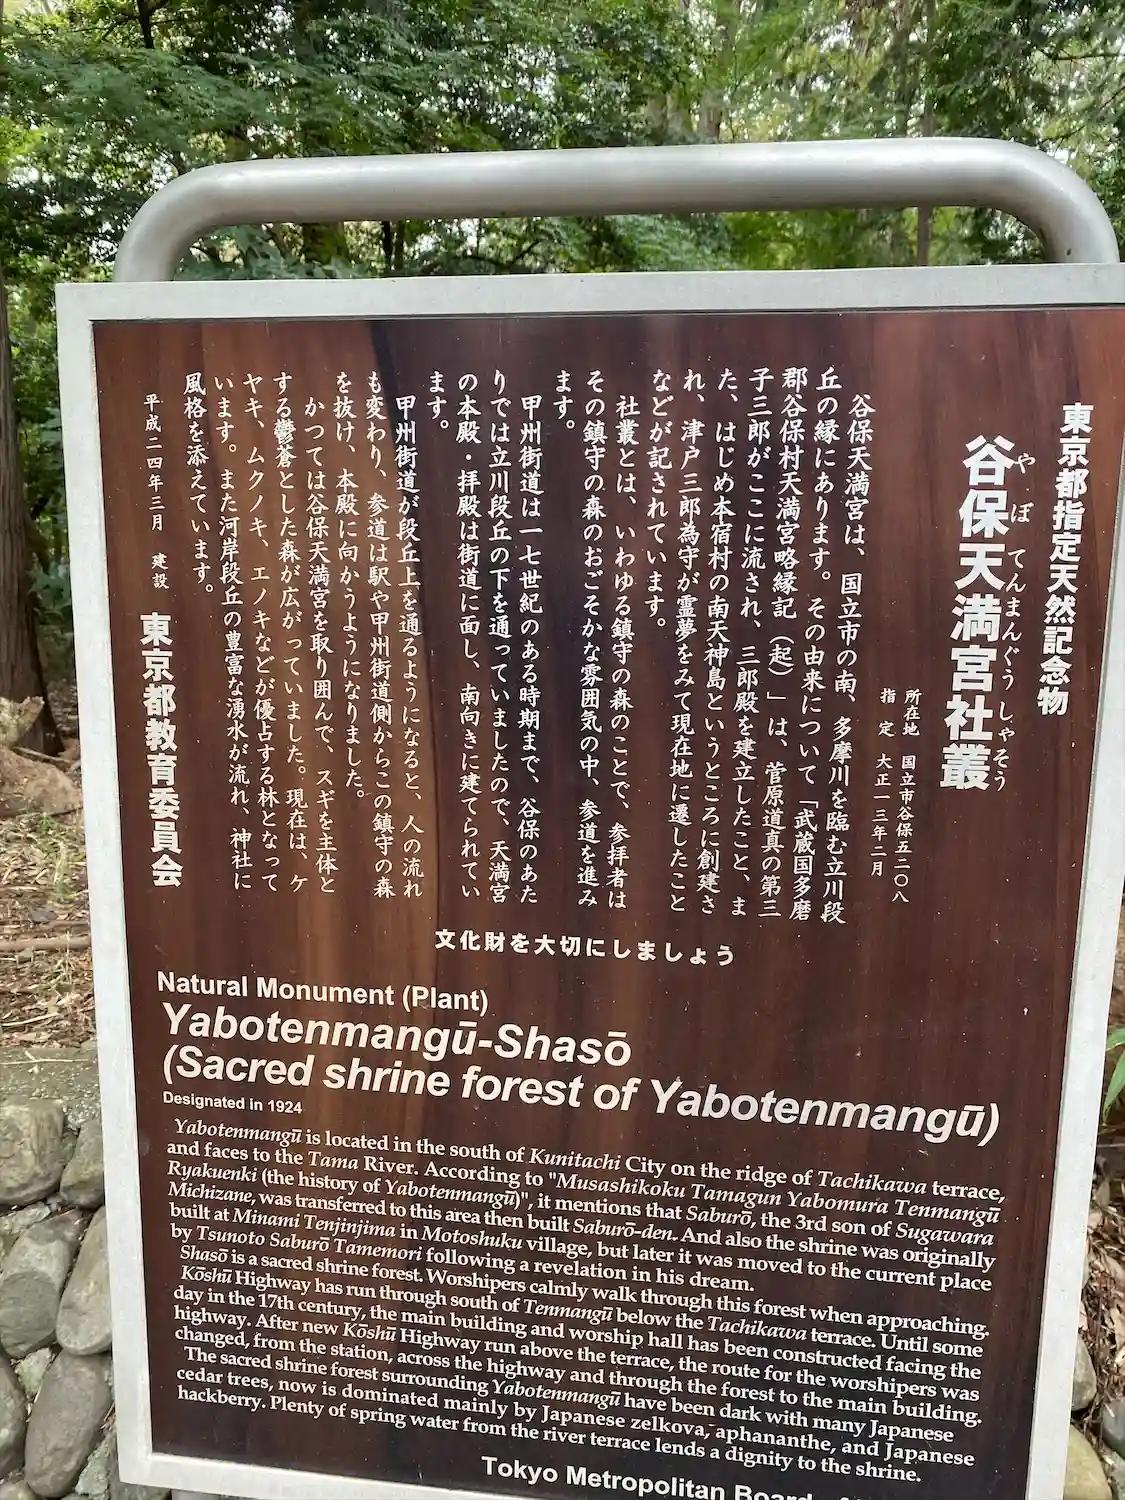 東京都指定天然記念物
谷保天満宮社叢
やぼてんまんぐうしゃそう
所在地 国立市谷保五二〇八
指定 大正一三年二月
谷保天満宮は、国立市の南、多摩川を臨む立川段
丘の縁にあります。その由来について「武蔵国多磨
郡谷保村天満宮略縁記（起）」は、菅原道真の第三
子三郎がここに流され、三郎殿を建立したこと、ま
た、はじめ本宿村の南天神島というところに創建さ
れ、津戸三郎為守が霊夢をみて現在地に遷したこと
などが記されています。
社叢とは、いわゆる鎮守の森のことで、参拝者は
その鎮守の森のおごそかな雰囲気の中、参道を進み
ます。
甲州街道は一七世紀のある時期まで、谷保のあた
りでは立川段丘の下を通っていましたので、天満宮
の本殿・拝殿は街道に面し、南向きに建てられてい
ます。
甲州街道が段丘上を通るようになると、人の流れ
も変わり、参道は駅や甲州街道側からこの鎮守の森
を抜け、本殿に向かうようになりました。
かつては谷保天満宮を取り囲んで、スギを主体と
する鬱蒼とした森が広がっていました。現在は、ケ
ヤキ、ムクノキ、エノキなどが優占する林となって
います。また河岸段丘の豊富な湧水が流れ、神社に
風格を添えています。
平成二四年三月 建設
東京都教育委員会
文化財を大切にしましょう
Natural Monument (Plant)
Yabotenmangū-Shasō
(Sacred shrine forest of Yabotenmangū)
Designated in 1924
Yabotenmangū is located in the south of Kunitachi City on the ridge of Tachikawa terrace,
and faces to the Tama River. According to "Musashikoku Tamagun Yabomura Tenmangū
Ryakuenki (the history of Yabotenmangū)", it mentions that Saburō, the 3rd son of Sugawara
Michizane, was transferred to this area then built Saburō-den. And also the shrine was originally
built at Minami Tenjinjima in Motoshuku village, but later it was moved to the current place
by Tsunoto Saburō Tamemori following a revelation in his dream.
Shasō is a sacred shrine forest. Worshipers calmly walk through this forest when approaching.
Kōshū Highway has run through south of Tenmangū below the Tachikawa terrace. Until some
day in the 17th century, the main building and worship hall has been constructed facing the
highway. After new Kōshū Highway run above the terrace, the route for the worshipers was
changed, from the station, across the highway and through the forest to the main building.
The sacred shrine forest surrounding Yabotenmangū have been dark with many Japanese
cedar trees, now is dominated mainly by Japanese zelkova, aphananthe, and Japanese
hackberry. Plenty of spring water from the river terrace lends a dignity to the shrine.
Tokyo Metropolitan Board